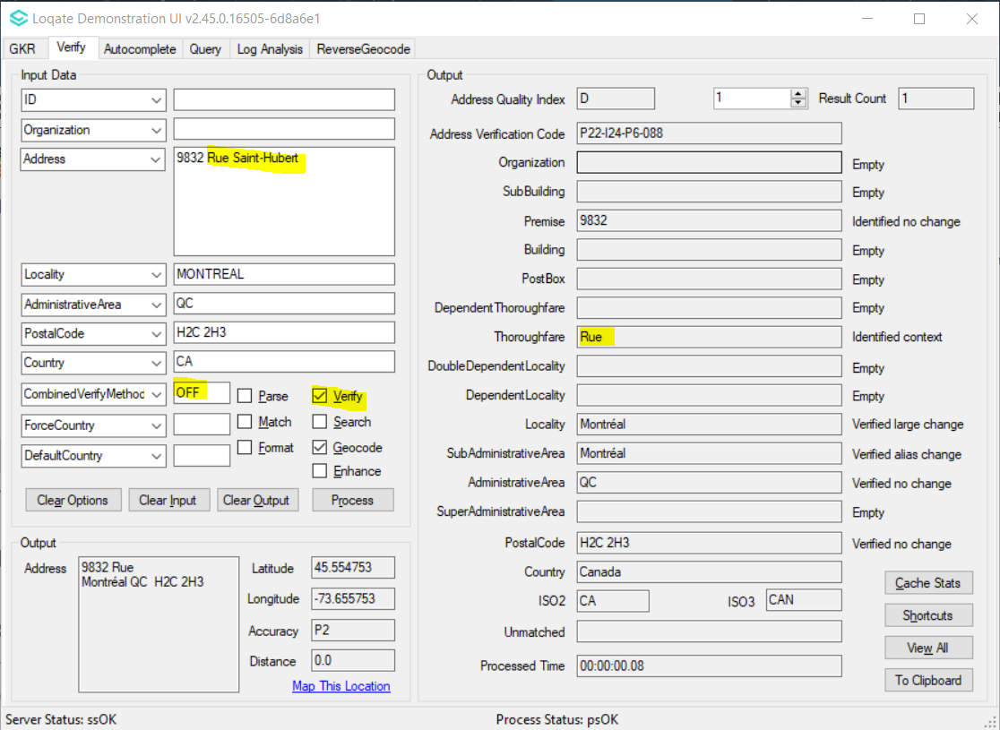 Loqate Demonstration UI v2.45.0.16505-6d8a6e1
GKR Verify Autocomplete Query Log Analysis ReverseGeocode
Input Data
ID
Organization
Address 9832 Rue Saint-Hubert
Locality MONTREAL
AdministrativeArea QC
PostalCode H2C 2H3
Country CA
CombinedVerifyMethod OFF Parse Verify
ForceCountry Match Search
DefaultCountry Format Geocode
Enhance
Clear Options Clear Input Clear Output Process
Output
Address 9832 Rue
Montréal QC H2C 2H3
Latitude 45.554753
Longitude -73.655753
Accuracy P2
Distance 0.0
Map This Location
Output
Address Quality Index D 1 Result Count 1
Address Verification Code P22-I24-P6-088
Organization Empty
SubBuilding Empty
Premise 9832 Identified no change
Building Empty
PostBox Empty
DependentThoroughfare Empty
Thoroughfare Rue Identified context
DoubleDependentLocality Empty
DependentLocality Empty
Locality Montréal Verified large change
SubAdministrativeArea Montréal Verified alias change
AdministrativeArea QC Verified no change
SuperAdministrativeArea Empty
PostalCode H2C 2H3 Verified no change
Country Canada
ISO2 CA ISO3 CAN
Unmatched
Processed Time 00:00:00.08
Cache Stats
Shortcuts
View All
To Clipboard
Server Status: ssOK Process Status: psOK